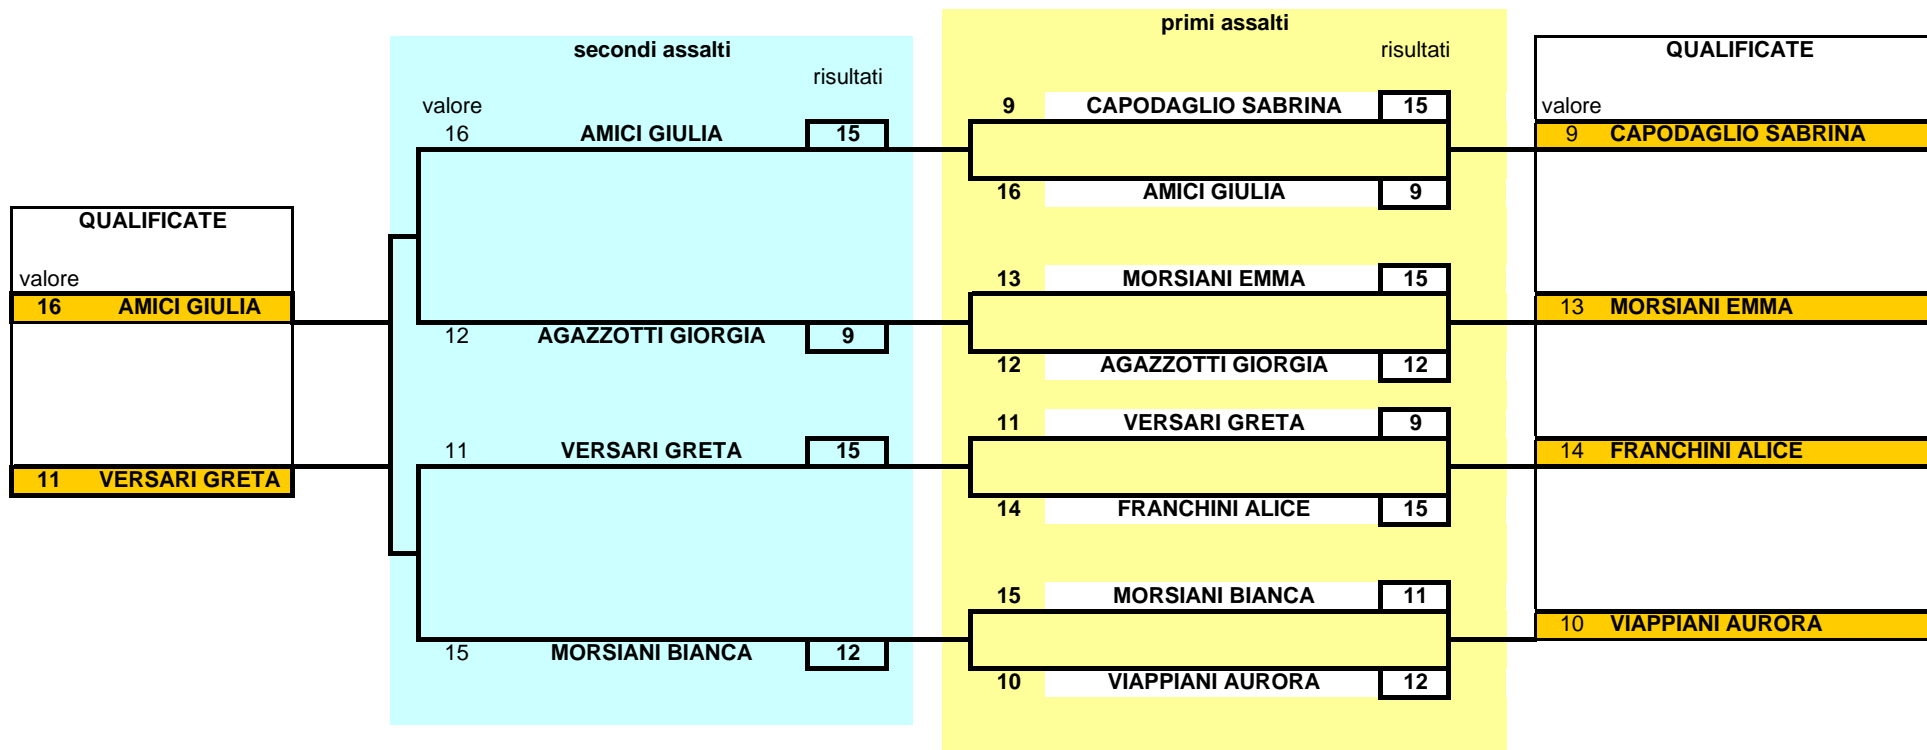 primi assalti
secondi assalti risultati QUALIFICATE
risultati
valore 9 CAPODAGLIO SABRINA 15 valore
16 AMICI GIULIA 15 9 CAPODAGLIO SABRINA
16 AMICI GIULIA 9
QUALIFICATE
valore 13 MORSIANI EMMA 15
16 AMICI GIULIA 13 MORSIANI EMMA
12 AGAZZOTTI GIORGIA 9
12 AGAZZOTTI GIORGIA 12
11 VERSARI GRETA 9
11 VERSARI GRETA 15 14 FRANCHINI ALICE
11 VERSARI GRETA
14 FRANCHINI ALICE 15
15 MORSIANI BIANCA 11
10 VIAPPIANI AURORA
15 MORSIANI BIANCA 12
10 VIAPPIANI AURORA 12